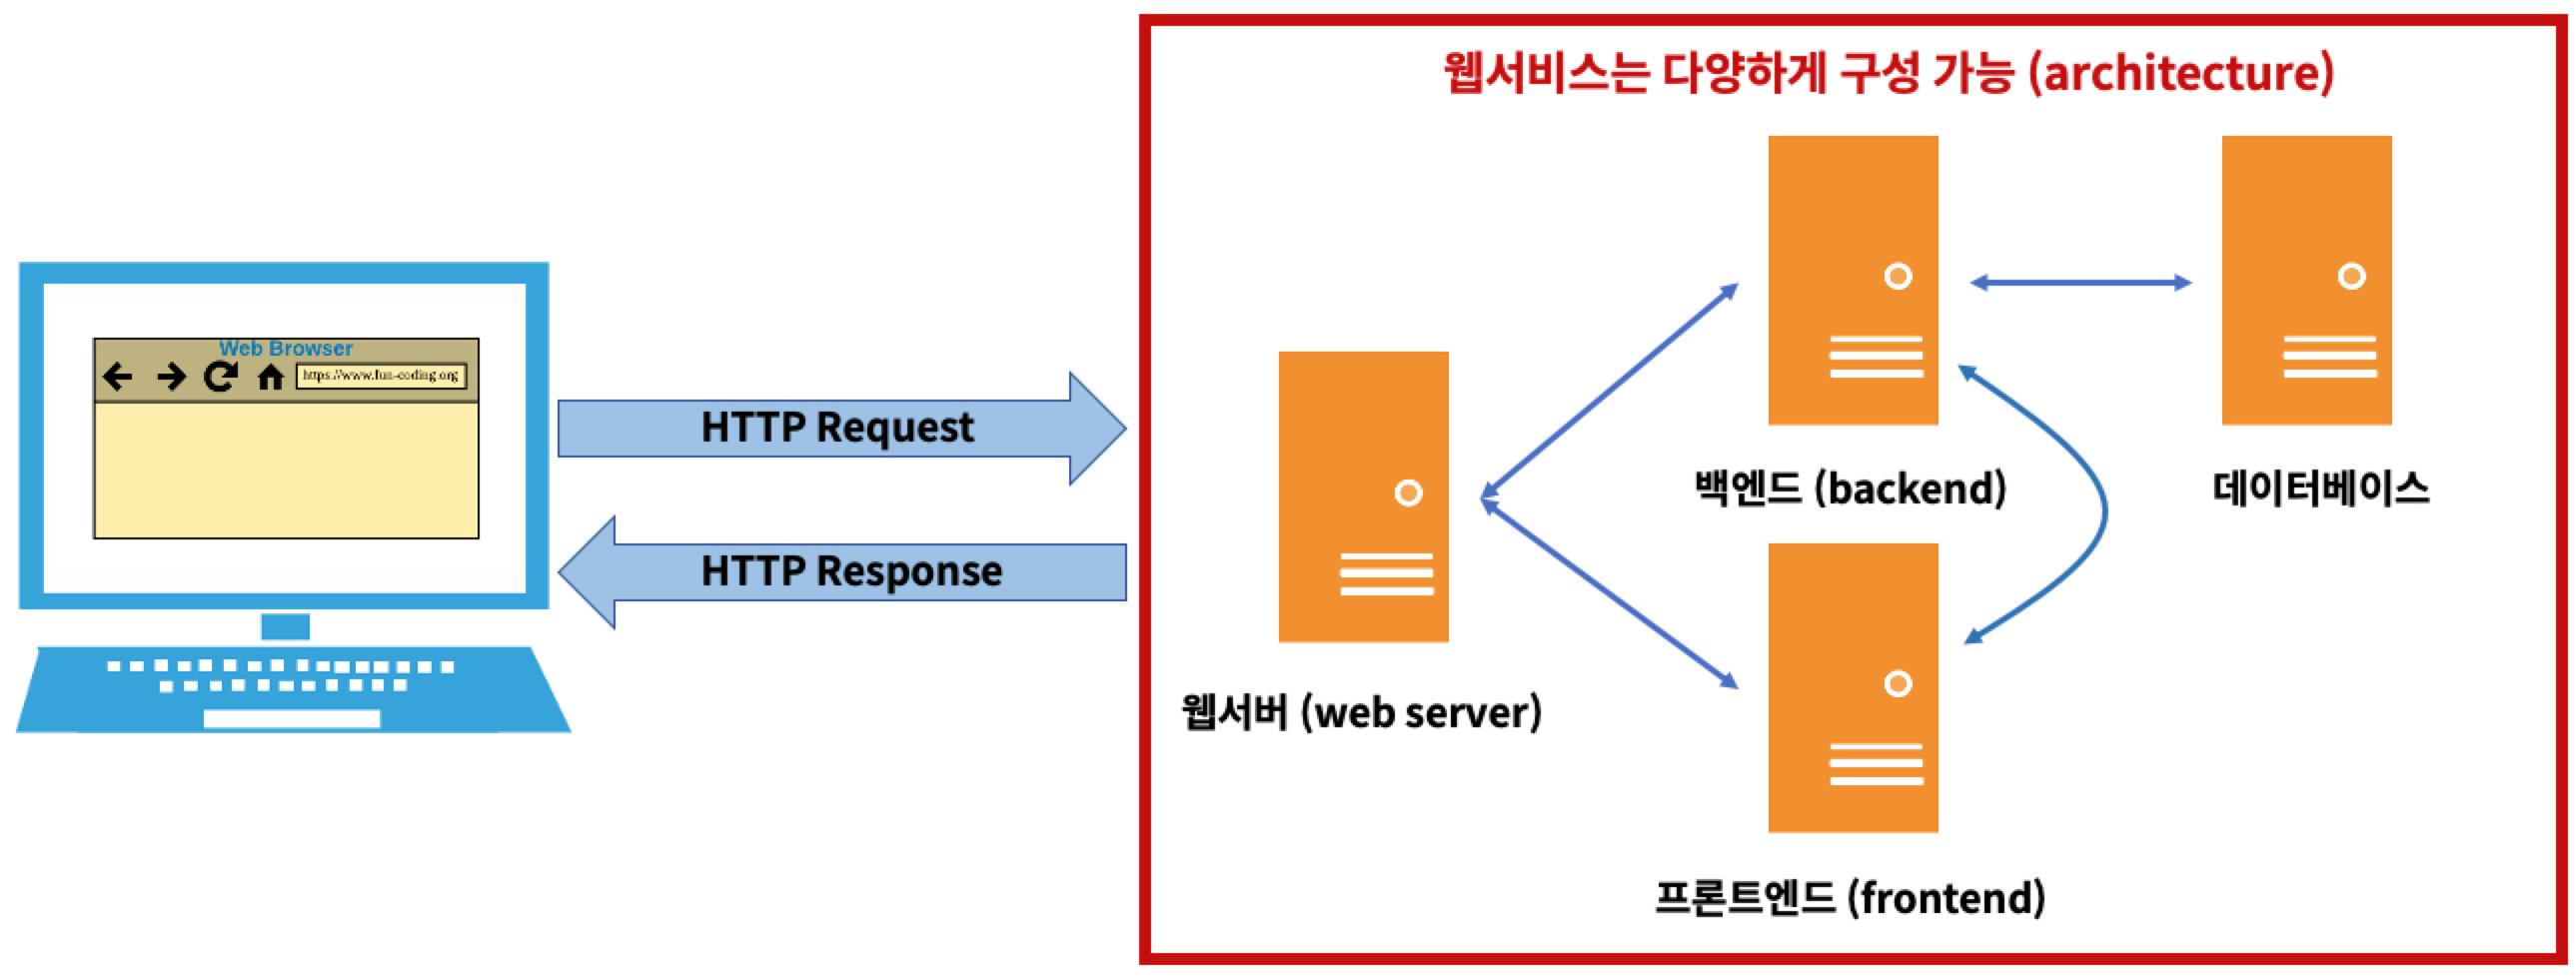 웹서비스는 다양하게 구성 가능 (architecture)
Web Browser
https://www.fun-coding.org
HTTP Request
HTTP Response
백엔드 (backend)
데이터베이스
웹서버 (web server)
프론트엔드 (frontend)